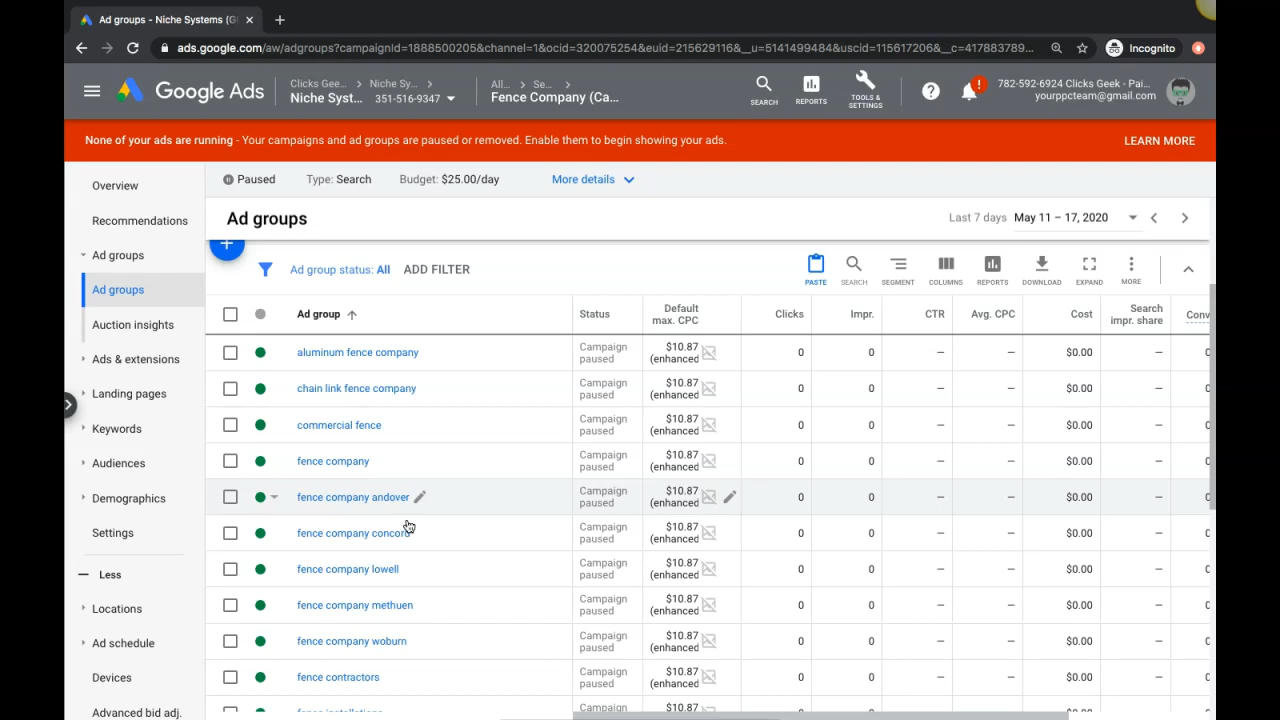 Ad groups - Niche Systems (G
ads.google.com/aw/adgroups?campaignId=1888500205&channel=1&ocid=320075254&euid=215629116&__u=5141499484&uscid=115617206&__c=417883789...
Incognito
Google Ads
Clicks Gee...
Niche Sy...
Niche Syst...
351-516-9347
All...
Se...
Fence Company (Ca...
SEARCH
REPORTS
TOOLS & SETTINGS
!
782-592-6924 Clicks Geek - Pai...
yourppcteam@gmail.com
None of your ads are running - Your campaigns and ad groups are paused or removed. Enable them to begin showing your ads.
LEARN MORE
Overview
Recommendations
Ad groups
Ad groups
Auction insights
Ads & extensions
Landing pages
Keywords
Audiences
Demographics
Settings
Less
Locations
Ad schedule
Devices
Advanced bid adj.
Paused
Type: Search
Budget: $25.00/day
More details
Ad groups
Last 7 days
May 11 – 17, 2020
Ad group status: All
ADD FILTER
PASTE
SEARCH
SEGMENT
COLUMNS
REPORTS
DOWNLOAD
EXPAND
MORE
Ad group
Status
Default max. CPC
Clicks
Impr.
CTR
Avg. CPC
Cost
Search impr. share
Conv
aluminum fence company Campaign paused $10.87 (enhanced 0 0 – – $0.00 – 0
chain link fence company Campaign paused $10.87 (enhanced 0 0 – – $0.00 – 0
commercial fence Campaign paused $10.87 (enhanced 0 0 – – $0.00 – 0
fence company Campaign paused $10.87 (enhanced 0 0 – – $0.00 – 0
fence company andover Campaign paused $10.87 (enhanced 0 0 – – $0.00 – 0
fence company concord Campaign paused $10.87 (enhanced 0 0 – – $0.00 – 0
fence company lowell Campaign paused $10.87 (enhanced 0 0 – – $0.00 – 0
fence company methuen Campaign paused $10.87 (enhanced 0 0 – – $0.00 – 0
fence company woburn Campaign paused $10.87 (enhanced 0 0 – – $0.00 – 0
fence contractors Campaign paused $10.87 (enhanced 0 0 – – $0.00 – 0